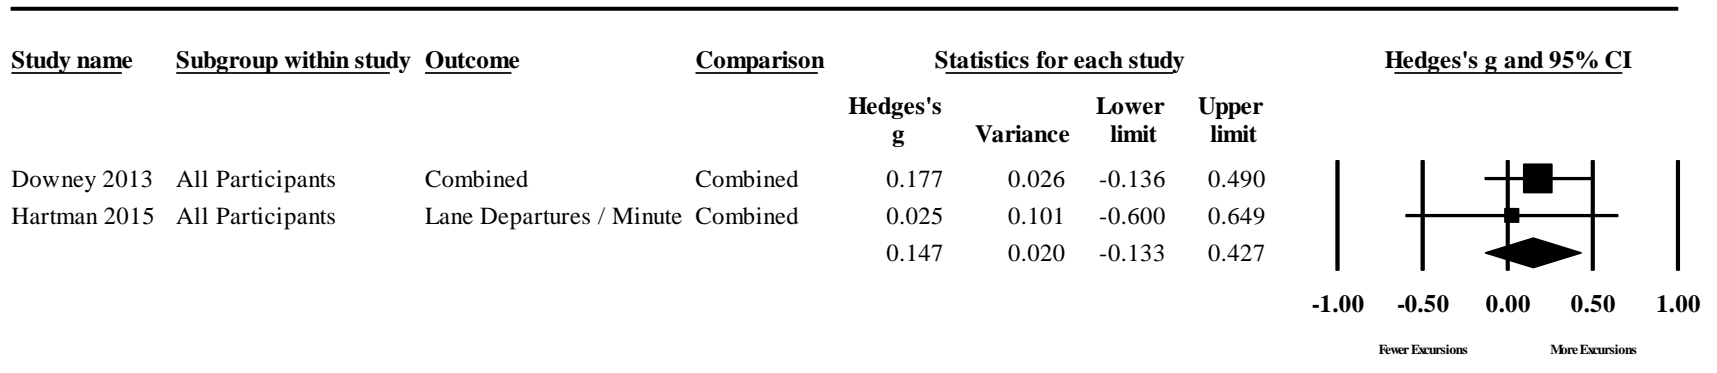 Study name Subgroup within study Outcome Comparison Statistics for each study Hedges's g and 95% CI
Hedges's Lower Upper
g Variance limit limit
Downey 2013 All Participants Combined Combined 0.177 0.026 -0.136 0.490
Hartman 2015 All Participants Lane Departures / Minute Combined 0.025 0.101 -0.600 0.649
0.147 0.020 -0.133 0.427
-1.00 -0.50 0.00 0.50 1.00
Fewer Excursions More Excursions